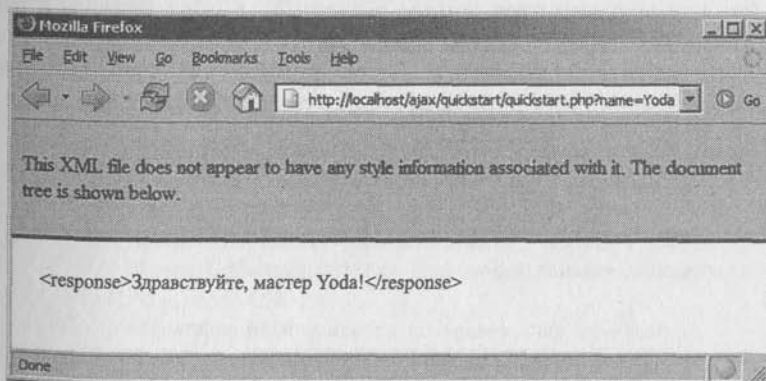 Mozilla Firefox
File Edit View Go Bookmarks Tools Help
http://localhost/ajax/quickstart/quickstart.php?name=Yoda Go
This XML file does not appear to have any style information associated with it. The document
tree is shown below.
<response>Здравствуйте, мастер Yoda!</response>
Done